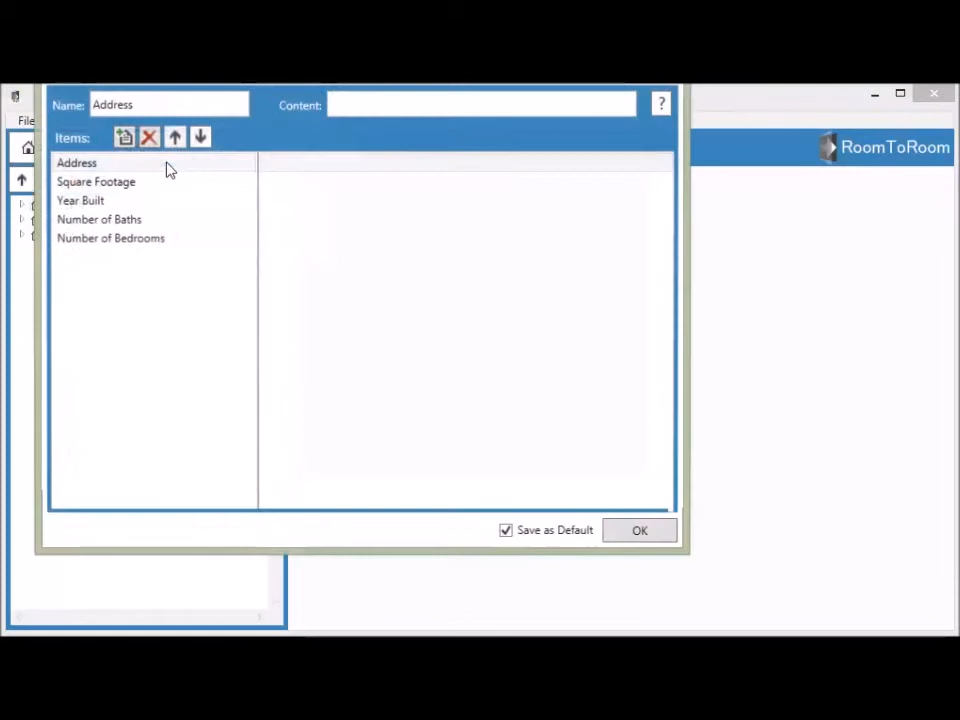 Name: Address Content: ?
File
Items:
RoomToRoom
Address
Square Footage
Year Built
Number of Baths
Number of Bedrooms
Save as Default OK